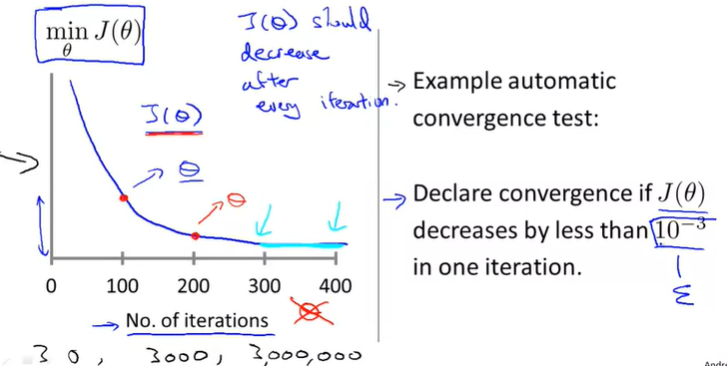 min J(θ)
θ
J(θ) should
decrease
after
every iteration.
J(θ)
θ
θ
0 100 200 300 400
→ No. of iterations
θ
30, 3000, 3,000,000
→ Example automatic
convergence test:
→ Declare convergence if J(θ)
decreases by less than 10⁻³
in one iteration.
ε
Andre